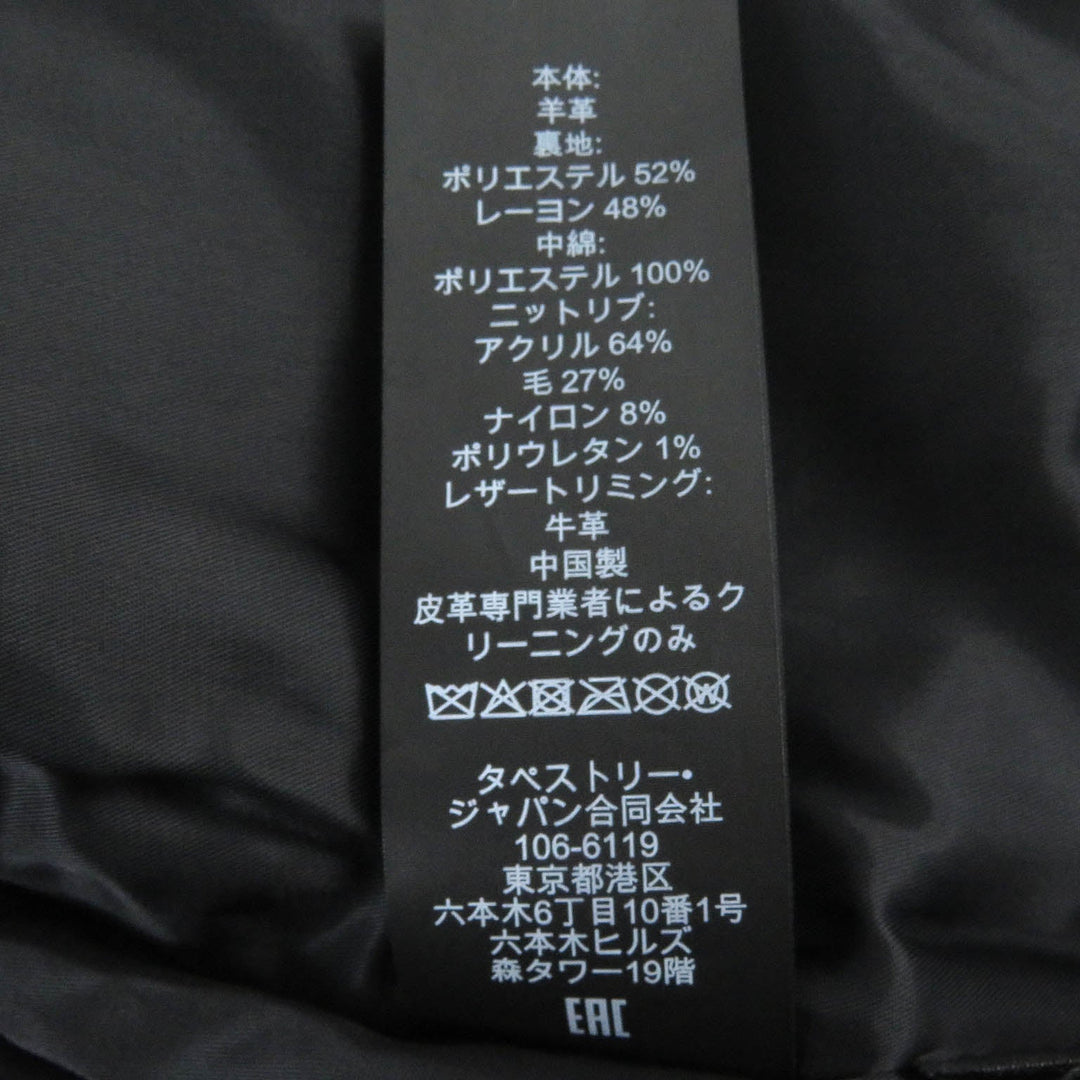 本体:
羊革
裏地:
ポリエステル 52%
レーヨン 48%
中綿:
ポリエステル 100%
ニットリブ:
アクリル 64%
毛 27%
ナイロン 8%
ポリウレタン 1%
レザートリミング:
牛革
中国製
皮革専門業者によるク
リーニングのみ
W
タペストリー•
ジャパン合同会社
106-6119
東京都港区
六本木6丁目10番1号
六本木ヒルズ
森タワー19階
EAC